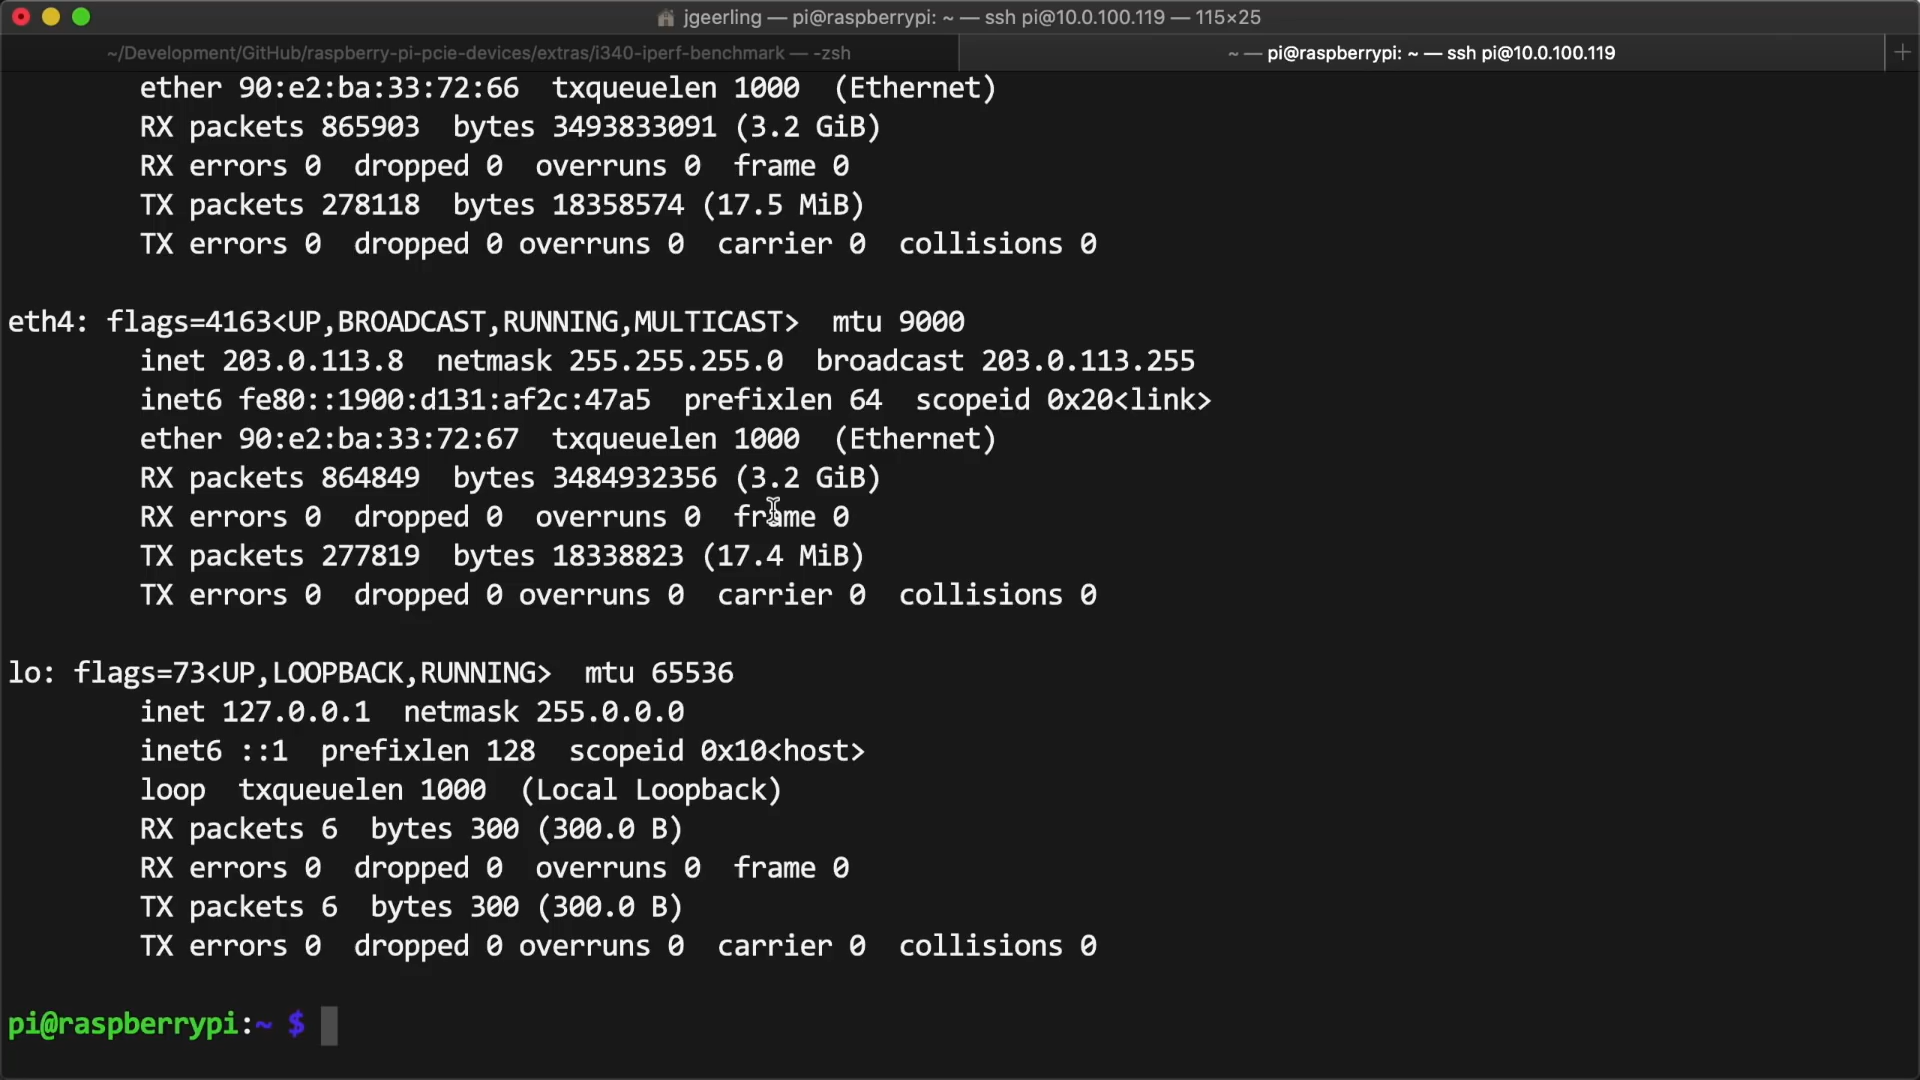 jgeerling — pi@raspberrypi: ~ — ssh pi@10.0.100.119 — 115×25
~/Development/GitHub/raspberry-pi-pcie-devices/extras/i340-iperf-benchmark — -zsh
~ — pi@raspberrypi: ~ — ssh pi@10.0.100.119
ether 90:e2:ba:33:72:66  txqueuelen 1000  (Ethernet)
RX packets 865903  bytes 3493833091 (3.2 GiB)
RX errors 0  dropped 0  overruns 0  frame 0
TX packets 278118  bytes 18358574 (17.5 MiB)
TX errors 0  dropped 0 overruns 0  carrier 0  collisions 0
eth4: flags=4163<UP,BROADCAST,RUNNING,MULTICAST>  mtu 9000
inet 203.0.113.8  netmask 255.255.255.0  broadcast 203.0.113.255
inet6 fe80::1900:d131:af2c:47a5  prefixlen 64  scopeid 0x20<link>
ether 90:e2:ba:33:72:67  txqueuelen 1000  (Ethernet)
RX packets 864849  bytes 3484932356 (3.2 GiB)
RX errors 0  dropped 0  overruns 0  frame 0
TX packets 277819  bytes 18338823 (17.4 MiB)
TX errors 0  dropped 0 overruns 0  carrier 0  collisions 0
lo: flags=73<UP,LOOPBACK,RUNNING>  mtu 65536
inet 127.0.0.1  netmask 255.0.0.0
inet6 ::1  prefixlen 128  scopeid 0x10<host>
loop  txqueuelen 1000  (Local Loopback)
RX packets 6  bytes 300 (300.0 B)
RX errors 0  dropped 0  overruns 0  frame 0
TX packets 6  bytes 300 (300.0 B)
TX errors 0  dropped 0 overruns 0  carrier 0  collisions 0
pi@raspberrypi:~ $